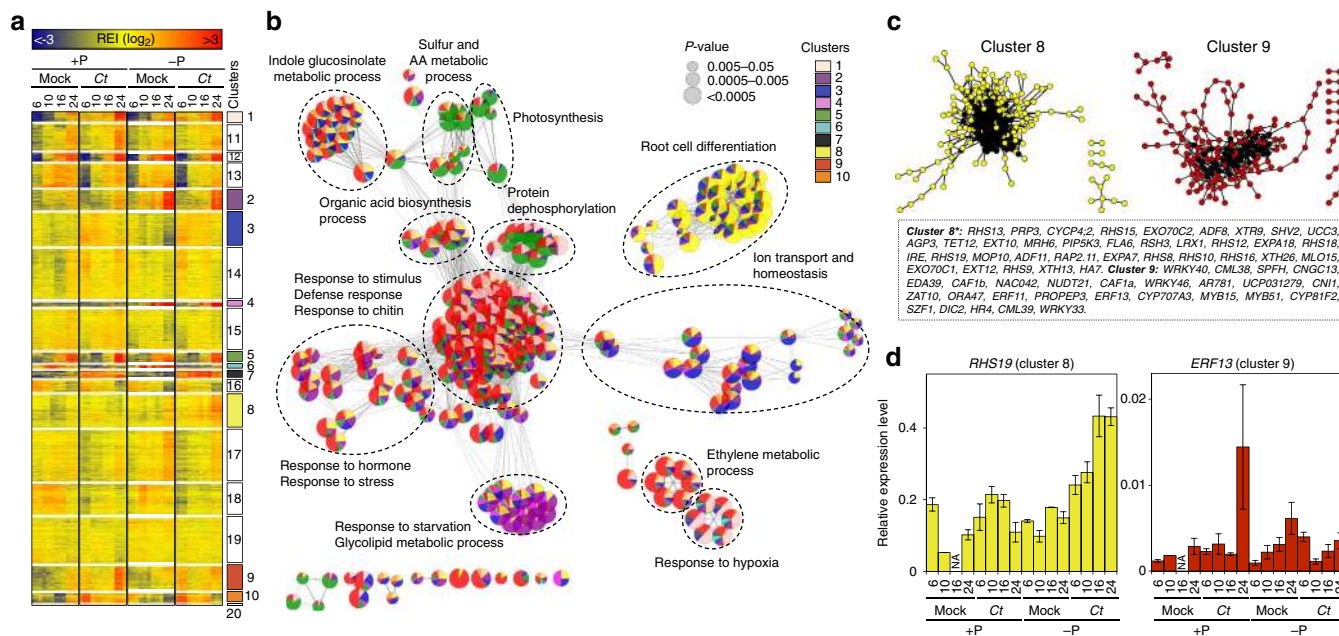 a
<-3 REI (log2) >3
+P –P
Mock Ct Mock Ct
6 10 16 24 6 10 16 24 6 10 16 24 6 10 16 24
Clusters
1
11
12
13
2
3
14
4
15
5
6
7
16
8
17
18
19
9
10
20
b
Indole glucosinolate
metabolic process
Sulfur and
AA metabolic
process
Photosynthesis
Organic acid biosynthesis
process
Protein
dephosphorylation
Response to stimulus
Defense response
Response to chitin
Response to hormone
Response to stress
Response to starvation
Glycolipid metabolic process
P-value
0.005–0.05
0.0005–0.005
<0.0005
Clusters
1
2
3
4
5
6
7
8
9
10
Root cell differentiation
Ion transport and
homeostasis
Ethylene metabolic
process
Response to hypoxia
c
Cluster 8
Cluster 9
Cluster 8*: RHS13, PRP3, CYCP4;2, RHS15, EXO70C2, ADF8, XTR9, SHV2, UCC3,
AGP3, TET12, EXT10, MRH6, PIP5K3, FLA6, RSH3, LRX1, RHS12, EXPA18, RHS18,
IRE, RHS19, MOP10, ADF11, RAP2.11, EXPA7, RHS8, RHS10, RHS16, XTH26, MLO15,
EXO70C1, EXT12, RHS9, XTH13, HA7. Cluster 9: WRKY40, CML38, SPFH, CNGC13,
EDA39, CAF1b, NAC042, NUDT21, CAF1a, WRKY46, AR781, UCP031279, CNI1,
ZAT10, ORA47, ERF11, PROPEP3, ERF13, CYP707A3, MYB15, MYB51, CYP81F2,
SZF1, DIC2, HR4, CML39, WRKY33.
d
RHS19 (cluster 8)
Relative expression level
0.4
0.2
0
NA
6 10 16 24 6 10 16 24 6 10 16 24 6 10 16 24
Mock Ct Mock Ct
+P –P
ERF13 (cluster 9)
0.02
0.01
0
NA
6 10 16 24 6 10 16 24 6 10 16 24 6 10 16 24
Mock Ct Mock Ct
+P –P